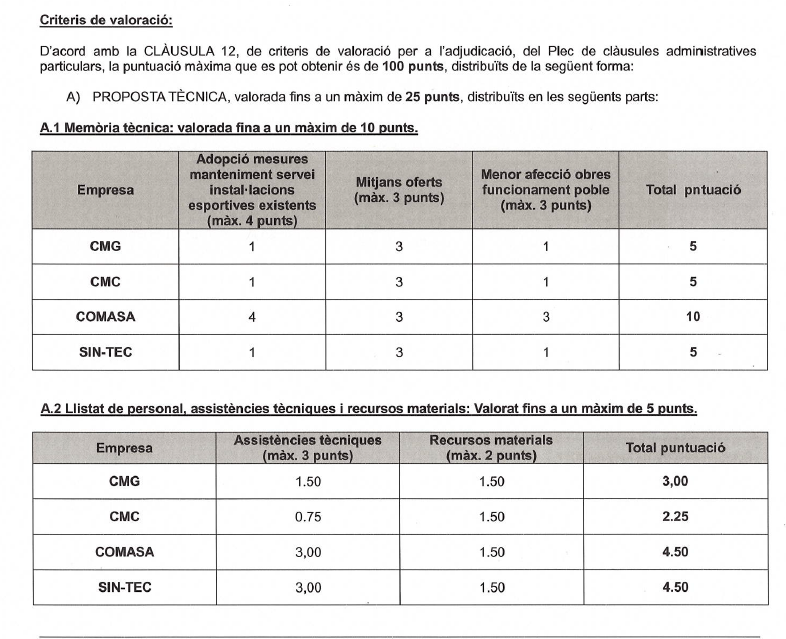 Criteris de valoració:
D'acord amb la CLÀUSULA 12, de criteris de valoració per a l'adjudicació, del Plec de clàusules administratives
particulars, la puntuació màxima que es pot obtenir és de 100 punts, distribuïts de la següent forma:
A) PROPOSTA TÈCNICA, valorada fins a un màxim de 25 punts, distribuïts en les següents parts:
A.1 Memòria tècnica: valorada fina a un màxim de 10 punts.
Empresa
Adopció mesures
manteniment servei
instal·lacions
esportives existents
(màx. 4 punts)
Mitjans oferts
(màx. 3 punts)
Menor afecció obres
funcionament poble
(màx. 3 punts)
Total pntuació
CMG 1 3 1 5
CMC 1 3 1 5
COMASA 4 3 3 10
SIN-TEC 1 3 1 5
A.2 Llistat de personal, assistències tècniques i recursos materials: Valorat fins a un màxim de 5 punts.
Empresa
Assistències tècniques
(màx. 3 punts)
Recursos materials
(màx. 2 punts)
Total puntuació
CMG 1.50 1.50 3,00
CMC 0.75 1.50 2.25
COMASA 3,00 1.50 4.50
SIN-TEC 3,00 1.50 4.50